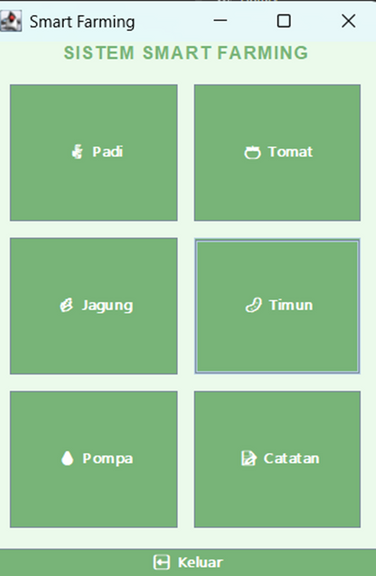 Smart Farming
SISTEM SMART FARMING
Padi
Tomat
Jagung
Timun
Pompa
Catatan
Keluar